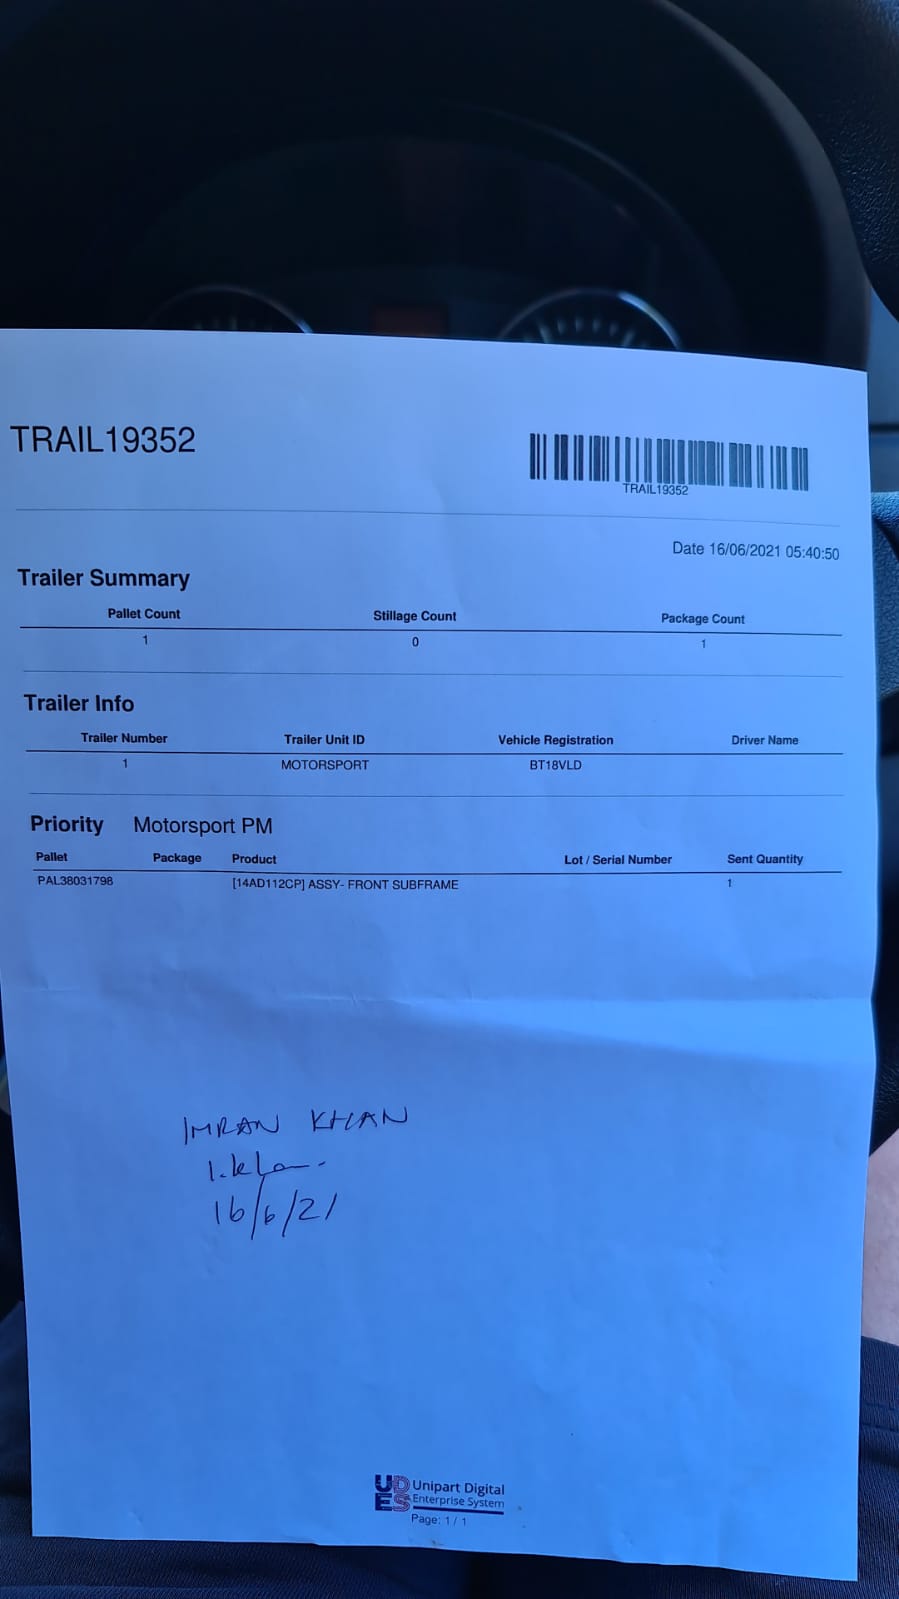 TRAIL19352
TRAIL19352
Date 16/06/2021 05:40:50
Trailer Summary
Pallet Count Stillage Count Package Count
1 0 1
Trailer Info
Trailer Number Trailer Unit ID Vehicle Registration Driver Name
1 MOTORSPORT BT18VLD
Priority Motorsport PM
Pallet Package Product Lot / Serial Number Sent Quantity
PAL38031798 [14AD112CP] ASSY- FRONT SUBFRAME 1
IMRAN KHAN
16/6/21
UD Unipart Digital
ES Enterprise System
Page: 1 / 1